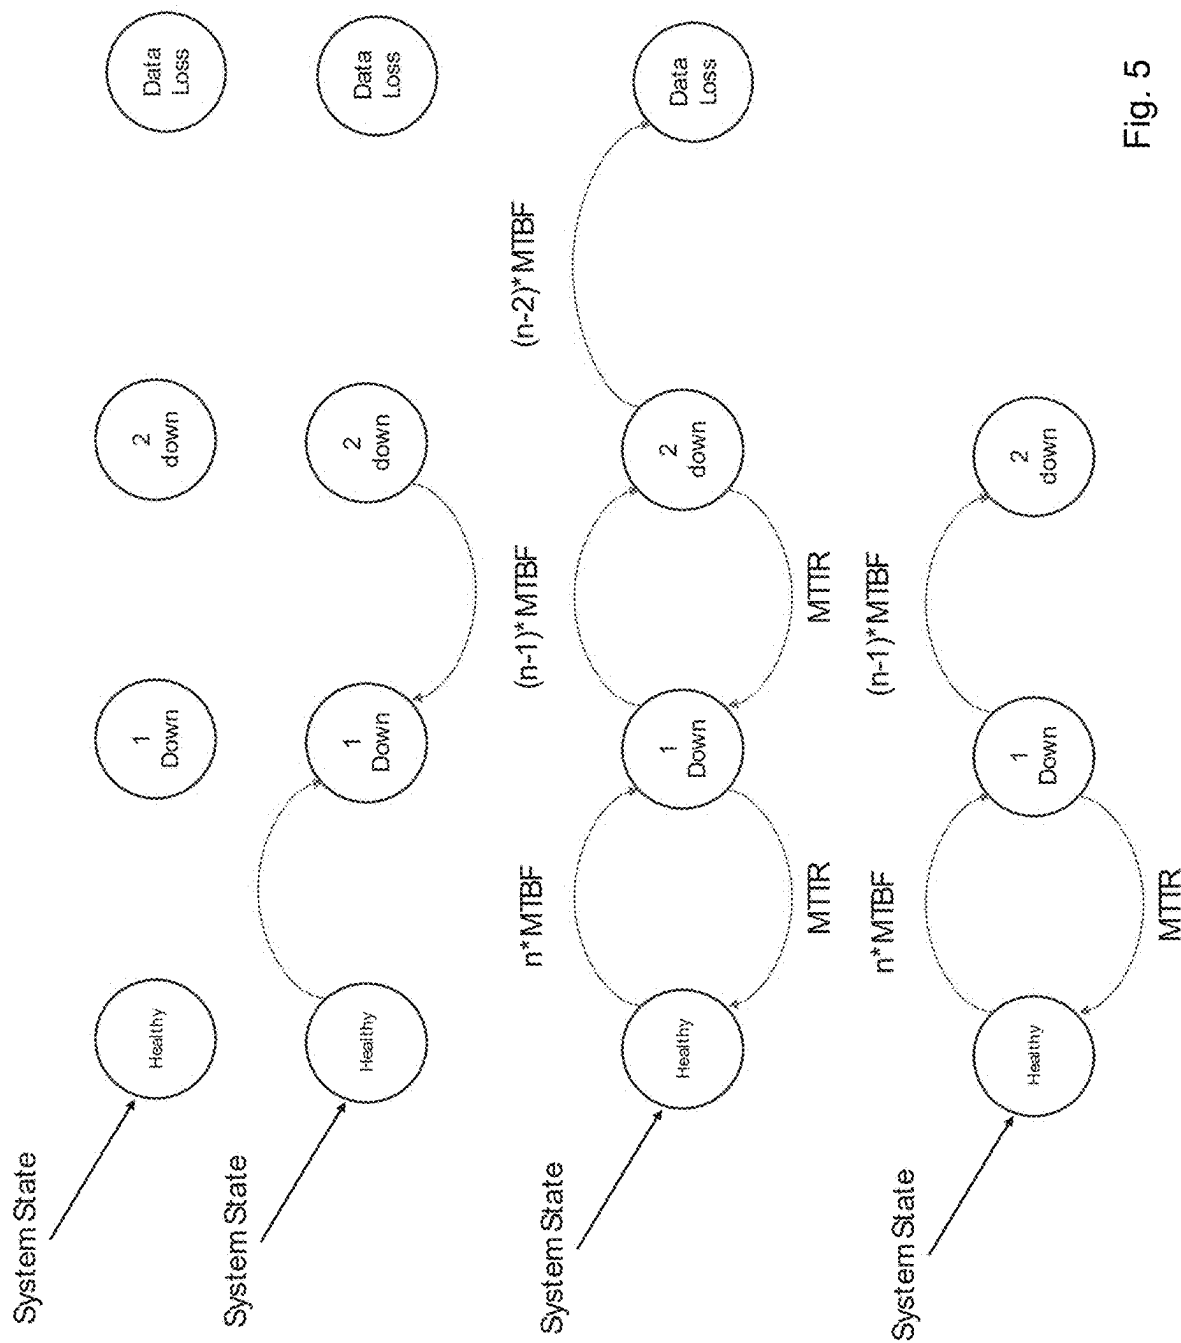 System State
Healthy
1
Down
2
down
Data
Loss
System State
Healthy
1
Down
2
down
Data
Loss
System State
n*MTBF
(n-1)*MTBF
(n-2)*MTBF
Healthy
1
Down
2
down
Data
Loss
MTTR
MTTR
System State
n*MTBF
(n-1)*MTBF
Healthy
1
Down
2
down
MTTR
Fig. 5